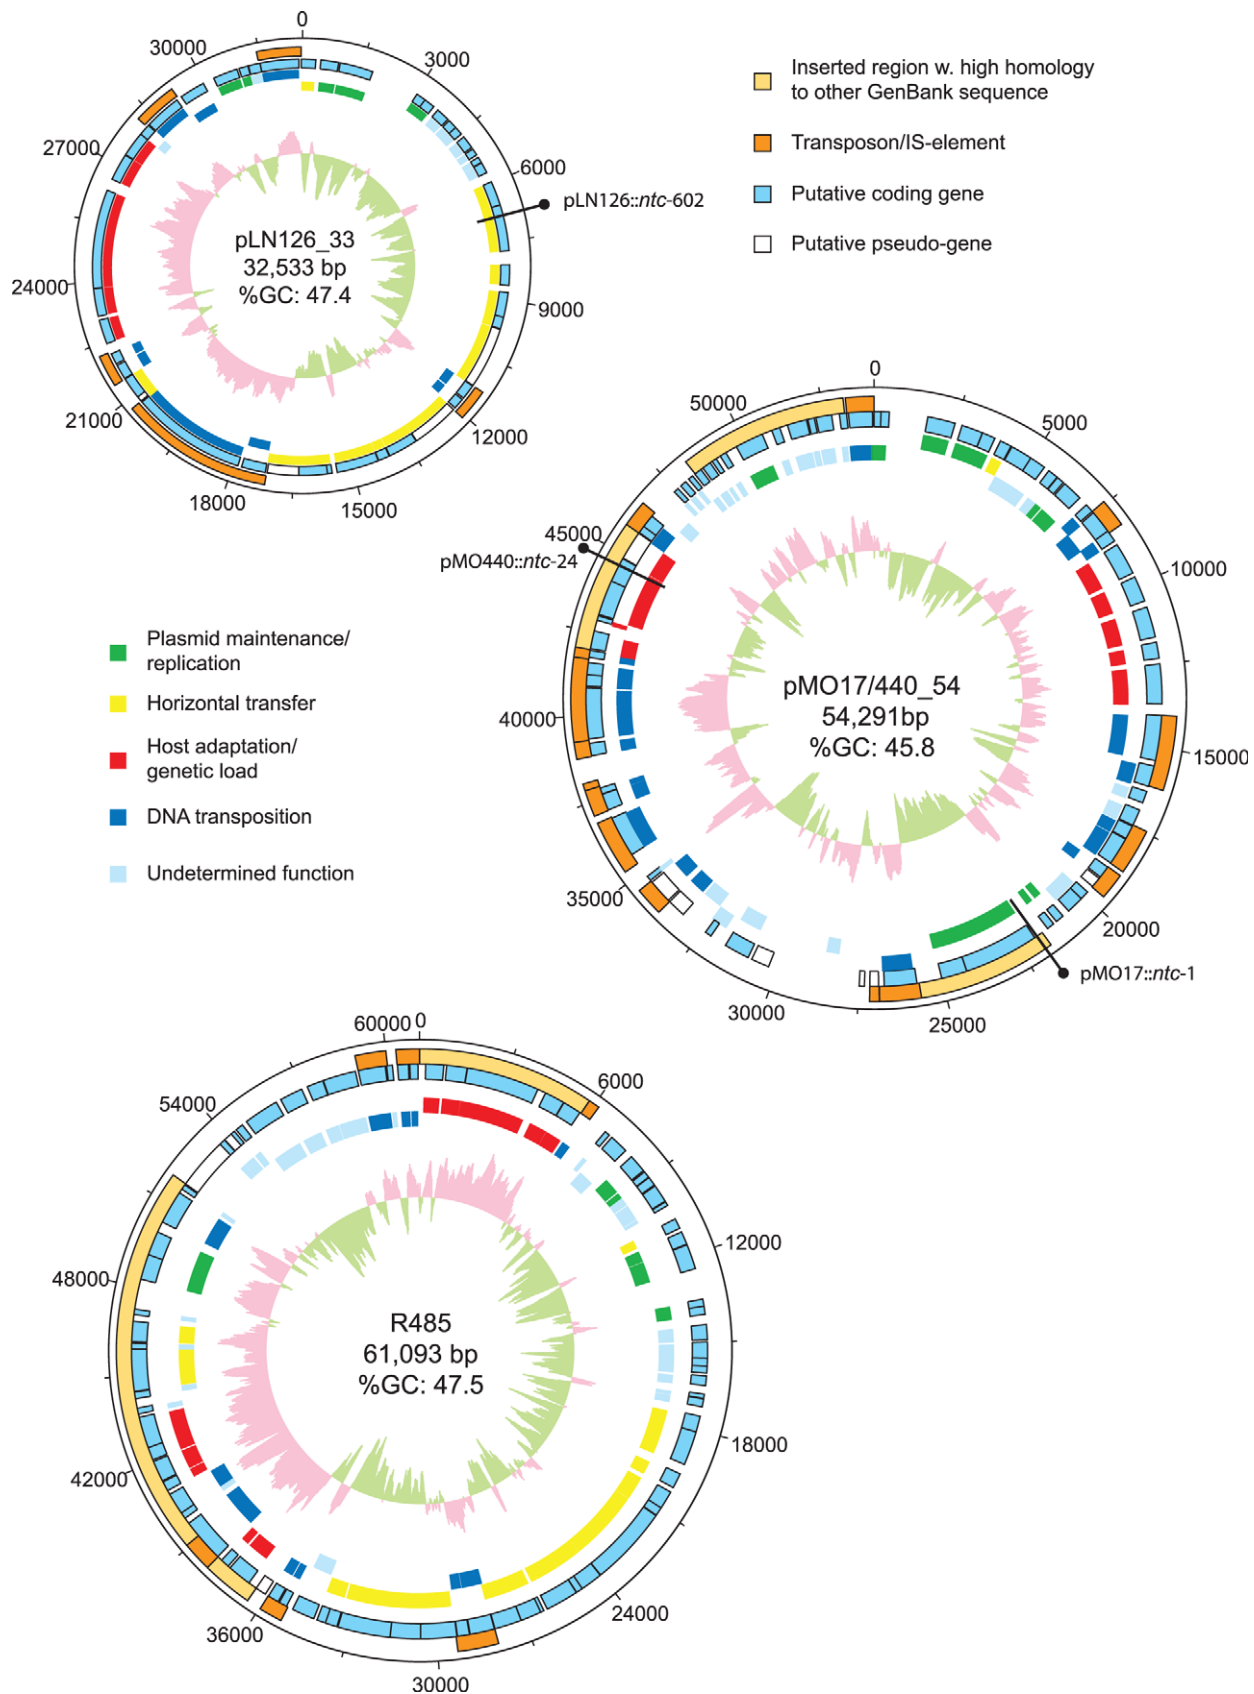 0
3000
6000
9000
12000
15000
18000
21000
24000
27000
30000
pLN126::ntc-602
pLN126_33
32,533 bp
%GC: 47.4
Inserted region w. high homology
to other GenBank sequence
Transposon/IS-element
Putative coding gene
Putative pseudo-gene
0
5000
10000
15000
20000
25000
30000
35000
40000
45000
50000
pMO440::ntc-24
pMO17::ntc-1
pMO17/440_54
54,291bp
%GC: 45.8
Plasmid maintenance/
replication
Horizontal transfer
Host adaptation/
genetic load
DNA transposition
Undetermined function
0
6000
12000
18000
24000
30000
36000
42000
48000
54000
60000
R485
61,093 bp
%GC: 47.5